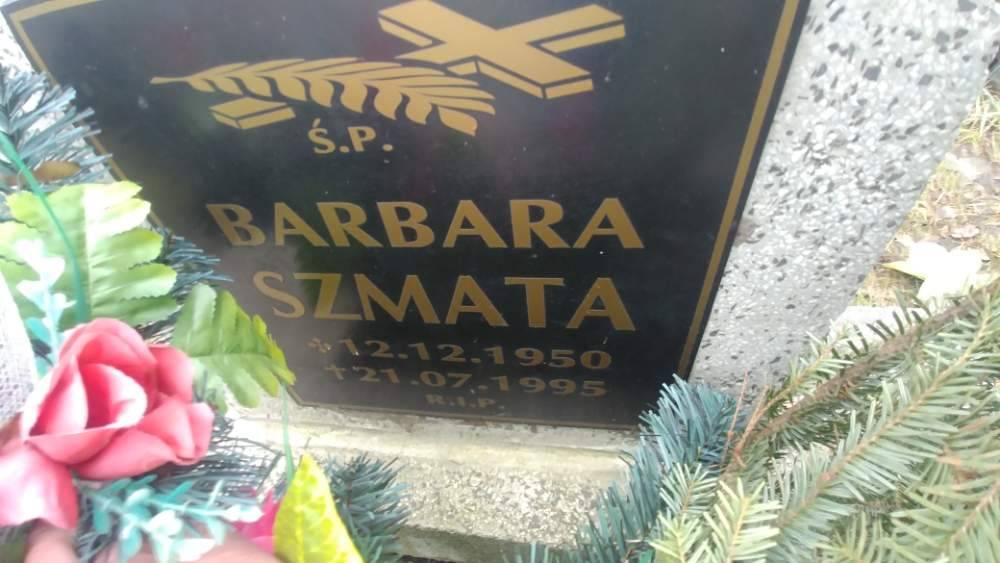 Ś.P.
BARBARA
SZMATA
* 12.12.1950
† 21.07.1995
R.I.P.